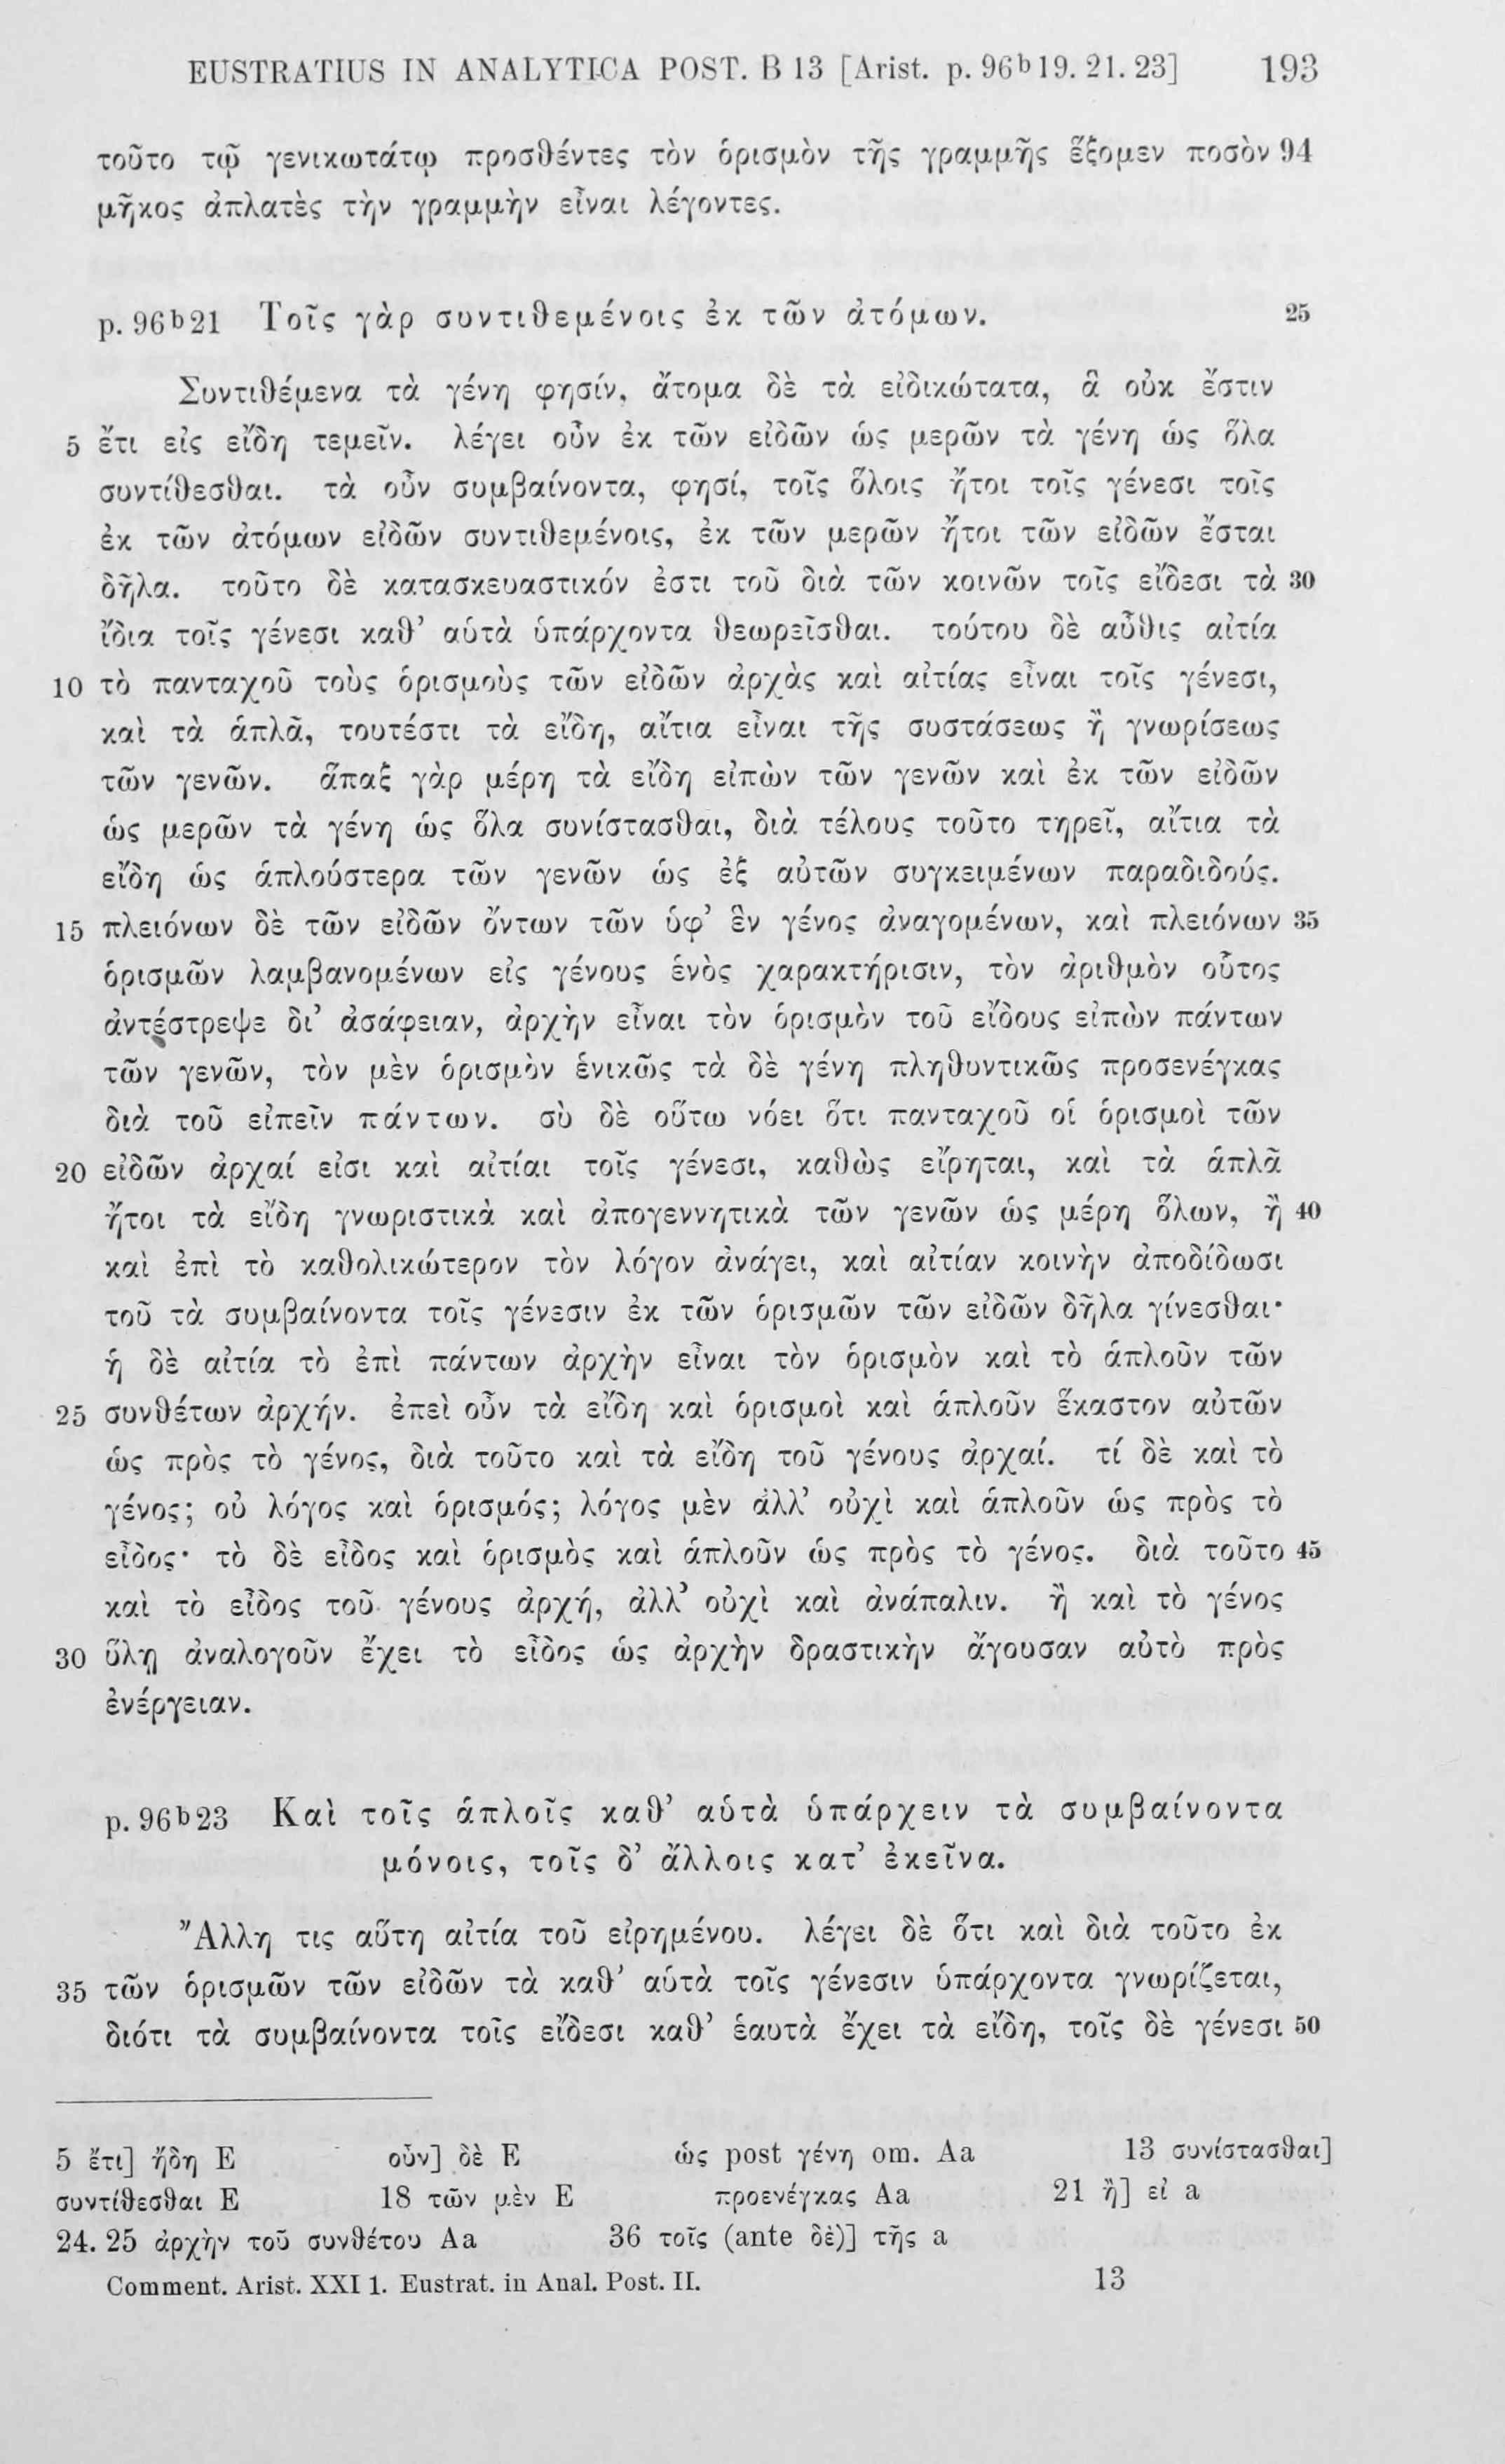 EUSTRATIUS IN ANALYTICA POST. B 13 [Arist. p. 96ᵇ19. 21. 23] 193
τοῦτο τῷ γενικωτάτῳ προσθέντες τὸν ὁρισμὸν τῆς γραμμῆς ἕξομεν ποσὸν 94
μῆκος ἀπλατὲς τὴν γραμμὴν εἶναι λέγοντες.
p. 96ᵇ21 Τοῖς γὰρ συντιθεμένοις ἐκ τῶν ἀτόμων. 25
Συντιθέμενα τὰ γένη φησίν, ἄτομα δὲ τὰ εἰδικώτατα, ἃ οὐκ ἔστιν
5 ἔτι εἰς εἴδη τεμεῖν. λέγει οὖν ἐκ τῶν εἰδῶν ὡς μερῶν τὰ γένη ὡς ὅλα
συντίθεσθαι. τὰ οὖν συμβαίνοντα, φησί, τοῖς ὅλοις ἤτοι τοῖς γένεσι τοῖς
ἐκ τῶν ἀτόμων εἰδῶν συντιθεμένοις, ἐκ τῶν μερῶν ἤτοι τῶν εἰδῶν ἔσται
δῆλα. τοῦτο δὲ κατασκευαστικόν ἐστι τοῦ διὰ τῶν κοινῶν τοῖς εἴδεσι τὰ 30
ἴδια τοῖς γένεσι καθ’ αὑτὰ ὑπάρχοντα θεωρεῖσθαι. τούτου δὲ αὖθις αἰτία
10 τὸ πανταχοῦ τοὺς ὁρισμοὺς τῶν εἰδῶν ἀρχὰς καὶ αἰτίας εἶναι τοῖς γένεσι,
καὶ τὰ ἁπλᾶ, τουτέστι τὰ εἴδη, αἴτια εἶναι τῆς συστάσεως ἢ γνωρίσεως
τῶν γενῶν. ἅπαξ γὰρ μέρη τὰ εἴδη εἰπὼν τῶν γενῶν καὶ ἐκ τῶν εἰδῶν
ὡς μερῶν τὰ γένη ὡς ὅλα συνίστασθαι, διὰ τέλους τοῦτο τηρεῖ, αἴτια τὰ
εἴδη ὡς ἁπλούστερα τῶν γενῶν ὡς ἐξ αὐτῶν συγκειμένων παραδιδούς.
15 πλειόνων δὲ τῶν εἰδῶν ὄντων τῶν ὑφ’ ἓν γένος ἀναγομένων, καὶ πλειόνων 35
ὁρισμῶν λαμβανομένων εἰς γένους ἑνὸς χαρακτήρισιν, τὸν ἀριθμὸν οὗτος
ἀντέστρεψε δι’ ἀσάφειαν, ἀρχὴν εἶναι τὸν ὁρισμὸν τοῦ εἴδους εἰπὼν πάντων
τῶν γενῶν, τὸν μὲν ὁρισμὸν ἑνικῶς τὰ δὲ γένη πληθυντικῶς προσενέγκας
διὰ τοῦ εἰπεῖν πάντων. σὺ δὲ οὕτω νόει ὅτι πανταχοῦ οἱ ὁρισμοὶ τῶν
20 εἰδῶν ἀρχαί εἰσι καὶ αἰτίαι τοῖς γένεσι, καθὼς εἴρηται, καὶ τὰ ἁπλᾶ
ἤτοι τὰ εἴδη γνωριστικὰ καὶ ἀπογεννητικὰ τῶν γενῶν ὡς μέρη ὅλων, ἢ 40
καὶ ἐπὶ τὸ καθολικώτερον τὸν λόγον ἀνάγει, καὶ αἰτίαν κοινὴν ἀποδίδωσι
τοῦ τὰ συμβαίνοντα τοῖς γένεσιν ἐκ τῶν ὁρισμῶν τῶν εἰδῶν δῆλα γίνεσθαι·
ἡ δὲ αἰτία τὸ ἐπὶ πάντων ἀρχὴν εἶναι τὸν ὁρισμὸν καὶ τὸ ἁπλοῦν τῶν
25 συνθέτων ἀρχήν. ἐπεὶ οὖν τὰ εἴδη καὶ ὁρισμοὶ καὶ ἁπλοῦν ἕκαστον αὐτῶν
ὡς πρὸς τὸ γένος, διὰ τοῦτο καὶ τὰ εἴδη τοῦ γένους ἀρχαί. τί δὲ καὶ τὸ
γένος; οὐ λόγος καὶ ὁρισμός; λόγος μὲν ἀλλ’ οὐχὶ καὶ ἁπλοῦν ὡς πρὸς τὸ
εἶδος· τὸ δὲ εἶδος καὶ ὁρισμὸς καὶ ἁπλοῦν ὡς πρὸς τὸ γένος. διὰ τοῦτο 45
καὶ τὸ εἶδος τοῦ γένους ἀρχή, ἀλλ’ οὐχὶ καὶ ἀνάπαλιν. ἢ καὶ τὸ γένος
30 ὕλῃ ἀναλογοῦν ἔχει τὸ εἶδος ὡς ἀρχὴν δραστικὴν ἄγουσαν αὐτὸ πρὸς
ἐνέργειαν.
p. 96ᵇ23 Καὶ τοῖς ἁπλοῖς καθ’ αὑτὰ ὑπάρχειν τὰ συμβαίνοντα
μόνοις, τοῖς δ’ ἄλλοις κατ’ ἐκεῖνα.
Ἄλλη τις αὕτη αἰτία τοῦ εἰρημένου. λέγει δὲ ὅτι καὶ διὰ τοῦτο ἐκ
35 τῶν ὁρισμῶν τῶν εἰδῶν τὰ καθ’ αὑτὰ τοῖς γένεσιν ὑπάρχοντα γνωρίζεται,
διότι τὰ συμβαίνοντα τοῖς εἴδεσι καθ’ ἑαυτὰ ἔχει τὰ εἴδη, τοῖς δὲ γένεσι 50
5 ἔτι] ἤδη E οὖν] δὲ E ὡς post γένη om. Aa 13 συνίστασθαι]
συντίθεσθαι E 18 τῶν μὲν E προενέγκας Aa 21 ἢ] εἰ a
24. 25 ἀρχὴν τοῦ συνθέτου Aa 36 τοῖς (ante δὲ)] τῆς a
Comment. Arist. XXI 1. Eustrat. in Anal. Post. II. 13